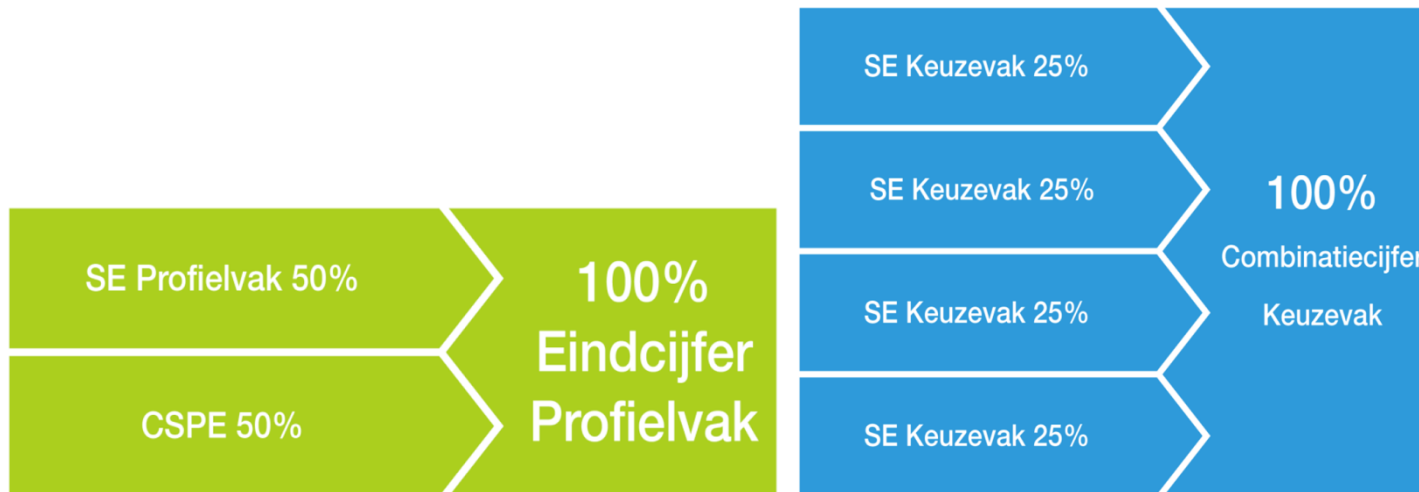 SE Profielvak 50%
CSPE 50%
100%
Eindcijfer
Profielvak
SE Keuzevak 25%
SE Keuzevak 25%
SE Keuzevak 25%
SE Keuzevak 25%
100%
Combinatiecijfer
Keuzevak